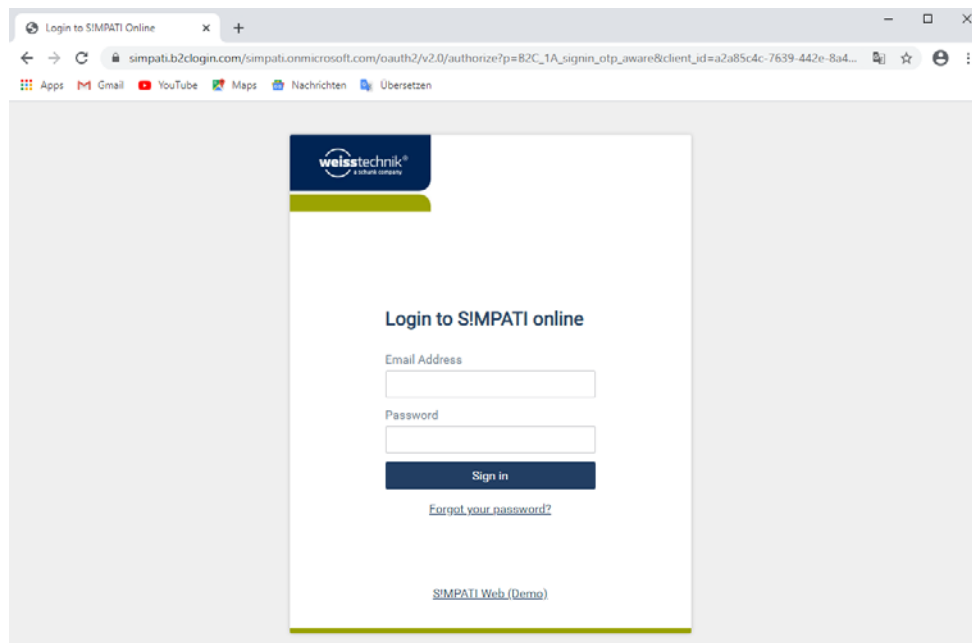 Login to S!MPATI Online
simpati.b2clogin.com/simpati.onmicrosoft.com/oauth2/v2.0/authorize?p=B2C_1A_signin_otp_aware&client_id=a2a85c4c-7639-442e-8a4...
Apps Gmail YouTube Maps Nachrichten Übersetzen
weisstechnik®
a schunk company
Login to S!MPATI online
Email Address
Password
Sign in
Forgot your password?
S!MPATI Web (Demo)